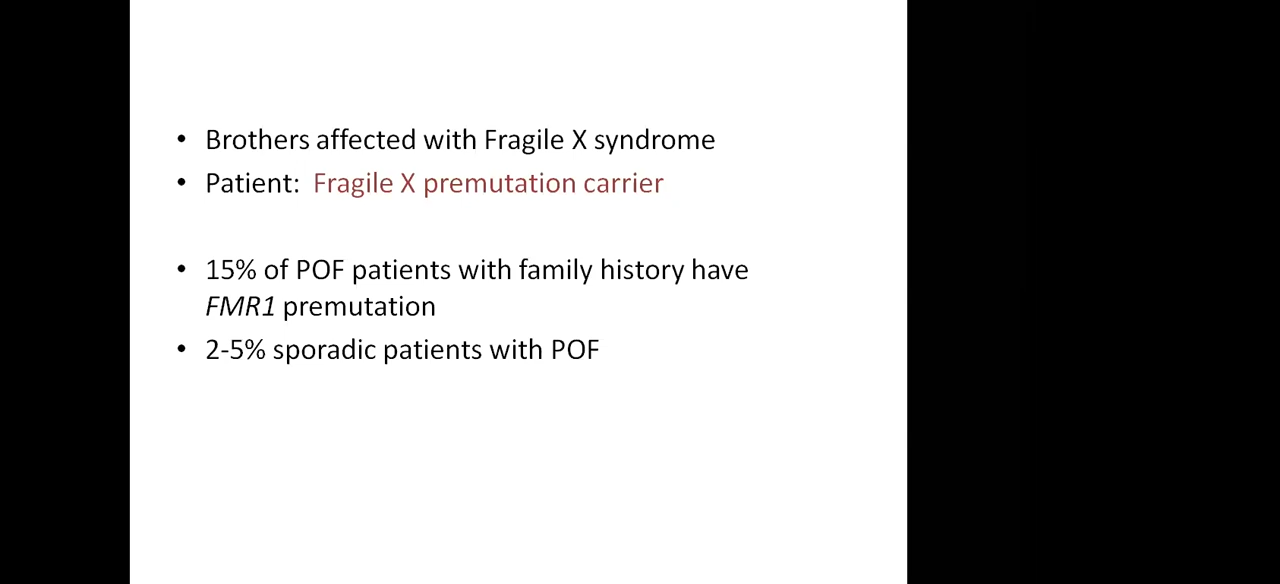 • Brothers affected with Fragile X syndrome
• Patient: Fragile X premutation carrier
• 15% of POF patients with family history have
FMR1 premutation
• 2-5% sporadic patients with POF